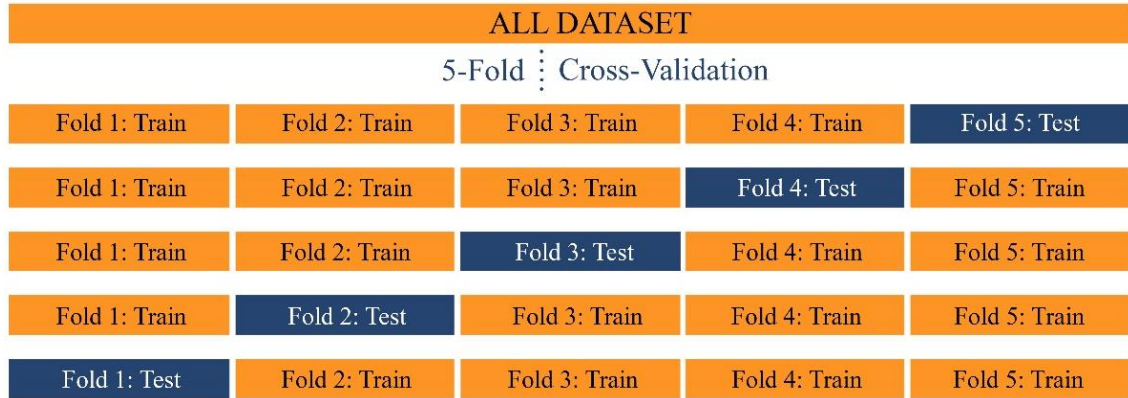 ALL DATASET
5-Fold Cross-Validation
Fold 1: Train Fold 2: Train Fold 3: Train Fold 4: Train Fold 5: Test
Fold 1: Train Fold 2: Train Fold 3: Train Fold 4: Test Fold 5: Train
Fold 1: Train Fold 2: Train Fold 3: Test Fold 4: Train Fold 5: Train
Fold 1: Train Fold 2: Test Fold 3: Train Fold 4: Train Fold 5: Train
Fold 1: Test Fold 2: Train Fold 3: Train Fold 4: Train Fold 5: Train